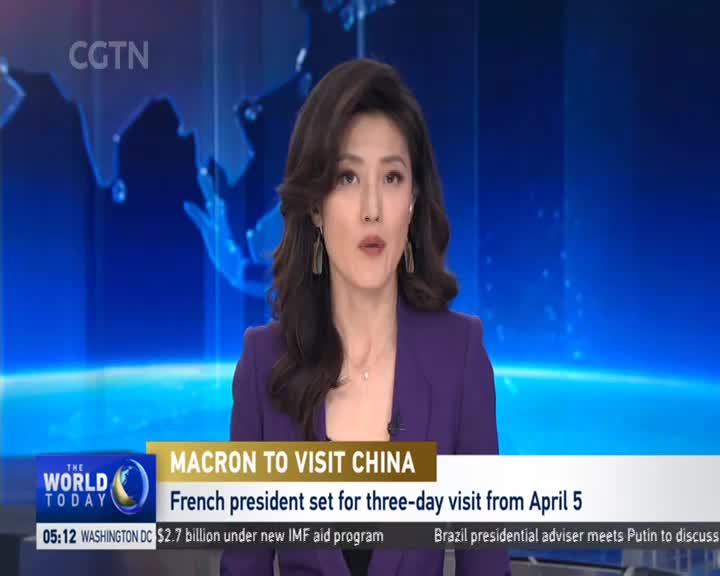 CGTN
MACRON TO VISIT CHINA
THE
WORLD
TODAY
French president set for three-day visit from April 5
05:12 WASHINGTON DC $2.7 billion under new IMF aid program Brazil presidential adviser meets Putin to discuss